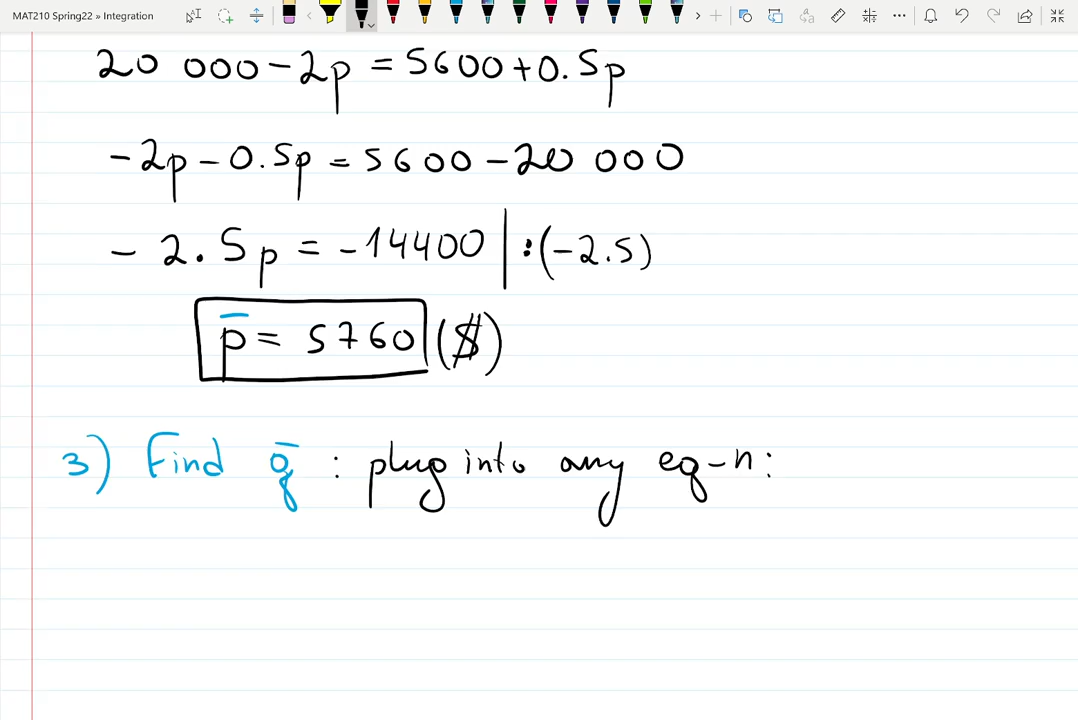 MAT210 Spring22 » Integration
20 000 - 2p = 5600 + 0.5p
-2p - 0.5p = 5600 - 20 000
- 2.5p = -14400 | :(-2.5)
p̄ = 5760 ($)
3) Find q̄ : plug into any eq-n: